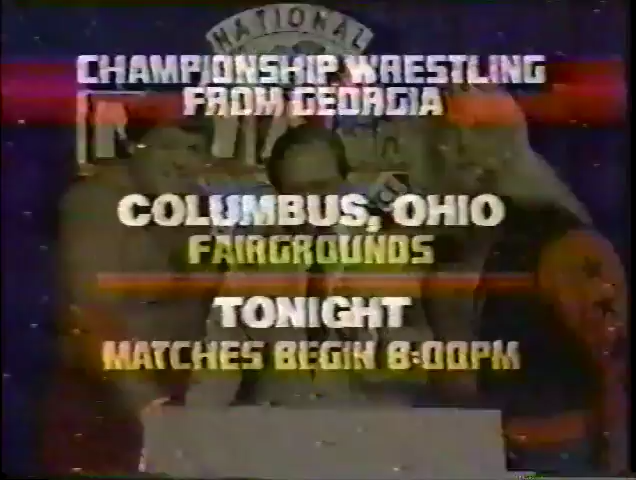 NATIONAL
CHAMPIONSHIP WRESTLING
FROM GEORGIA
COLUMBUS, OHIO
FAIRGROUNDS
TONIGHT
MATCHES BEGIN 8:00PM